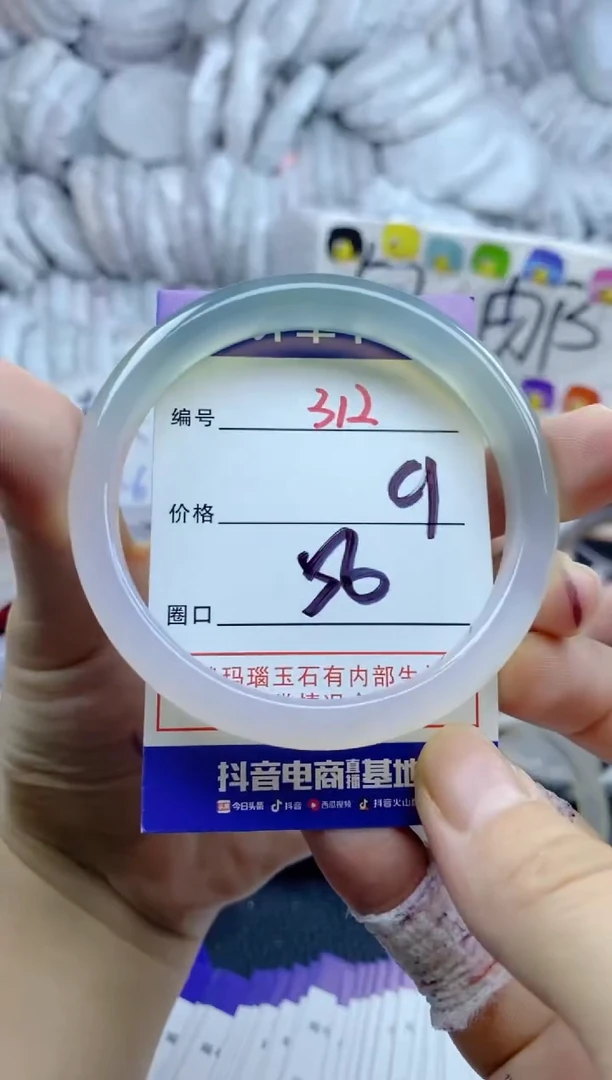 邮
编号 312
价格 9
圈口 56
玛瑙玉石有内部生
抖音电商直播基地
今日头条 抖音 西瓜视频 抖音火山